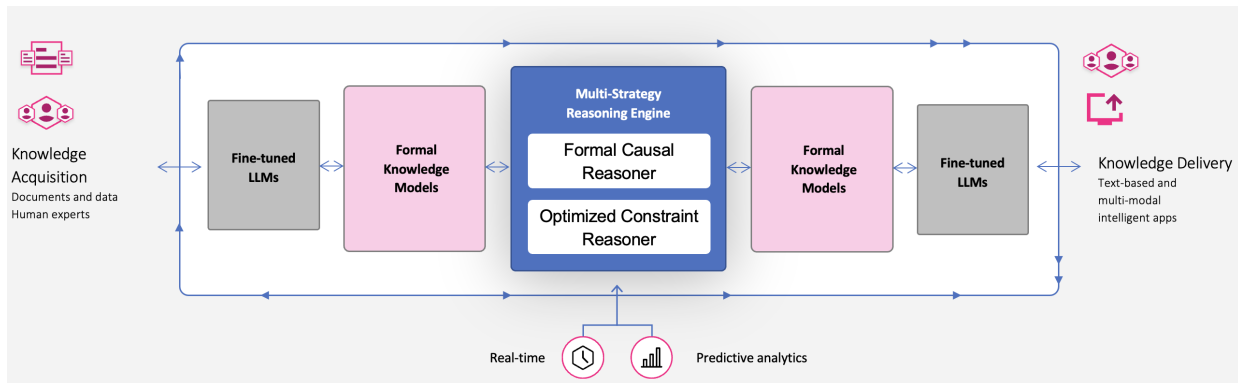 Knowledge
Acquisition
Documents and data
Human experts
Fine-tuned
LLMs
Formal
Knowledge
Models
Multi-Strategy
Reasoning Engine
Formal Causal
Reasoner
Optimized Constraint
Reasoner
Formal
Knowledge
Models
Fine-tuned
LLMs
Knowledge Delivery
Text-based and
multi-modal
intelligent apps
Real-time
Predictive analytics